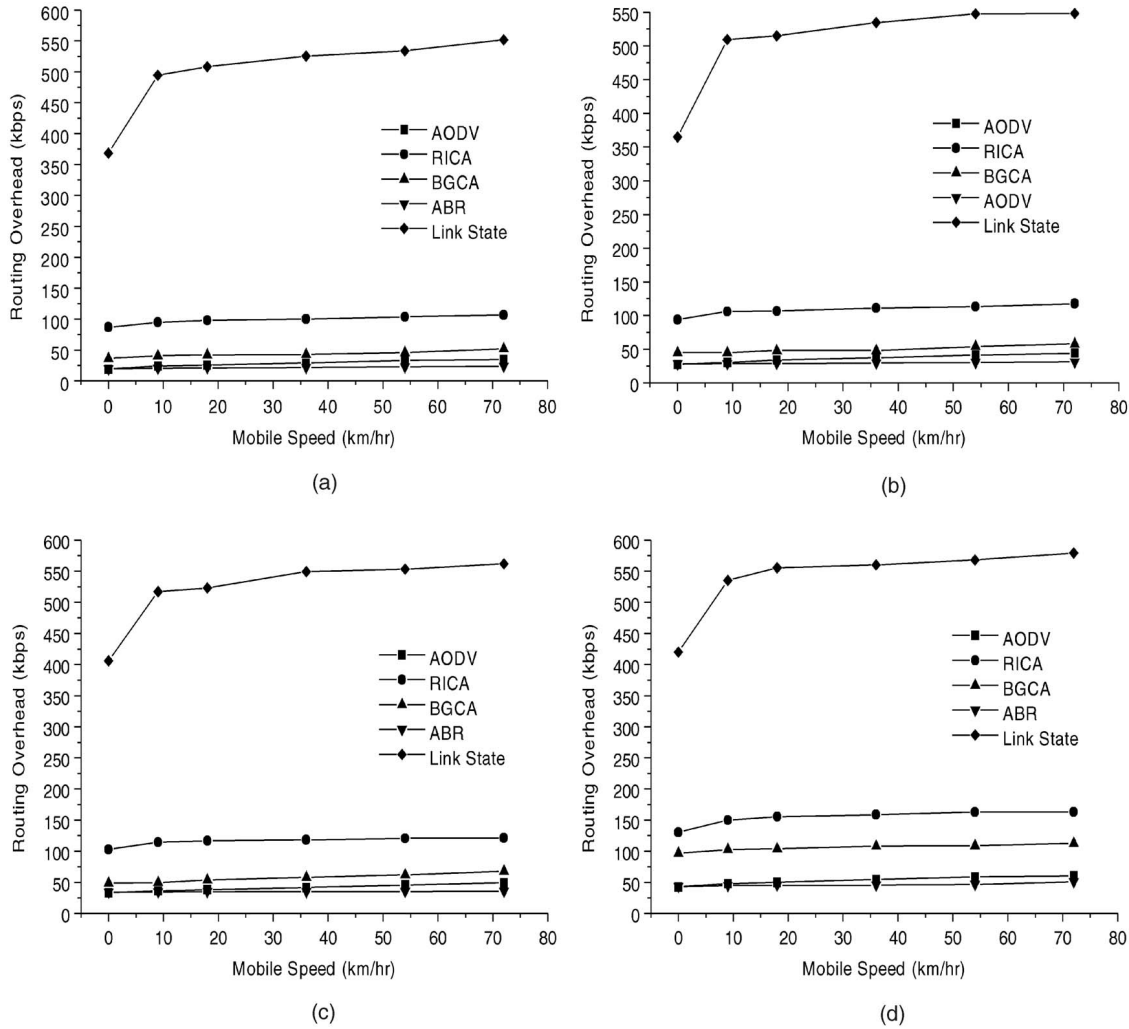 600
550
500
450
400
350
300
250
200
150
100
50
0
Routing Overhead (kbps)
AODV
RICA
BGCA
ABR
Link State
0 10 20 30 40 50 60 70 80
Mobile Speed (km/hr)
(a)
550
500
450
400
350
300
250
200
150
100
50
0
Routing Overhead (kbps)
AODV
RICA
BGCA
AODV
Link State
0 10 20 30 40 50 60 70 80
Mobile Speed (km/hr)
(b)
600
550
500
450
400
350
300
250
200
150
100
50
0
Routing Overhead (kbps)
AODV
RICA
BGCA
ABR
Link State
0 10 20 30 40 50 60 70 80
Mobile Speed (km/hr)
(c)
600
550
500
450
400
350
300
250
200
150
100
50
0
Routing Overhead (kbps)
AODV
RICA
BGCA
ABR
Link State
0 10 20 30 40 50 60 70 80
Mobile Speed (km/hr)
(d)